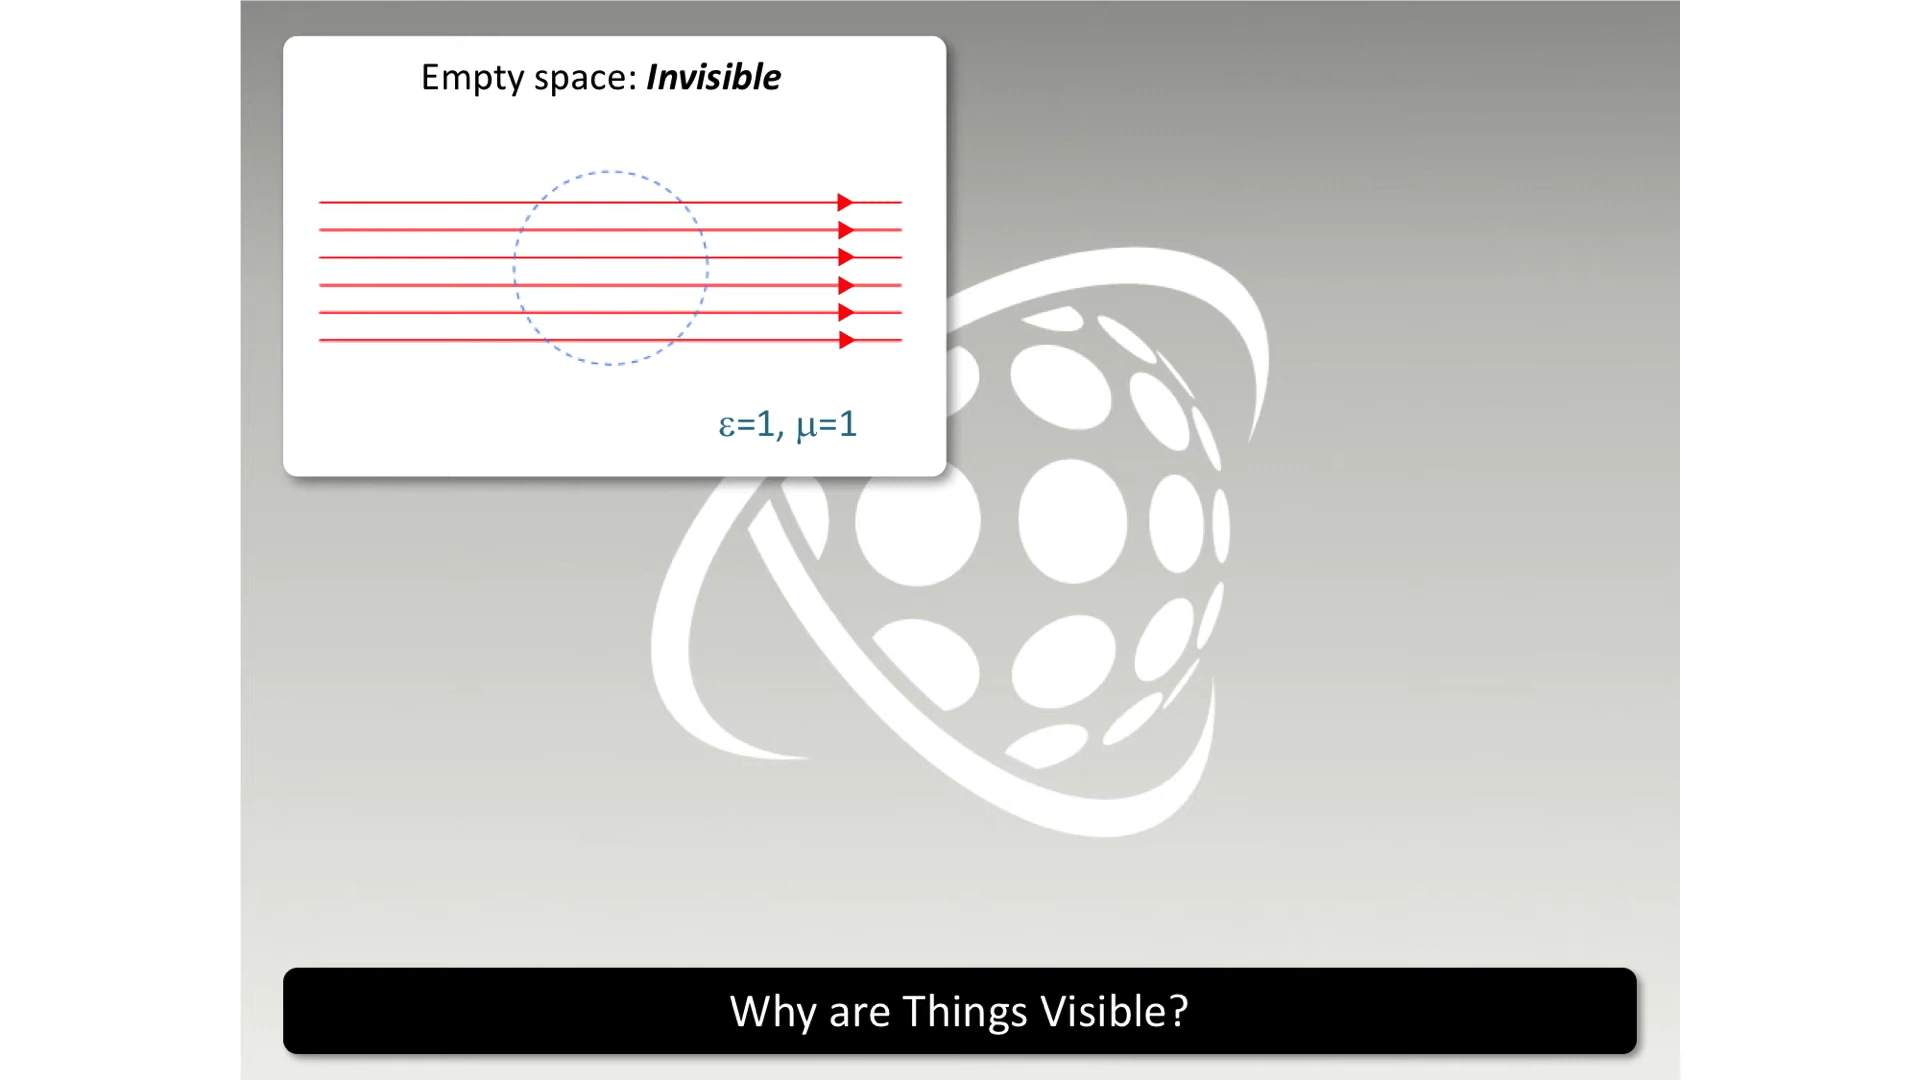 Empty space: Invisible
ε=1, μ=1
Why are Things Visible?